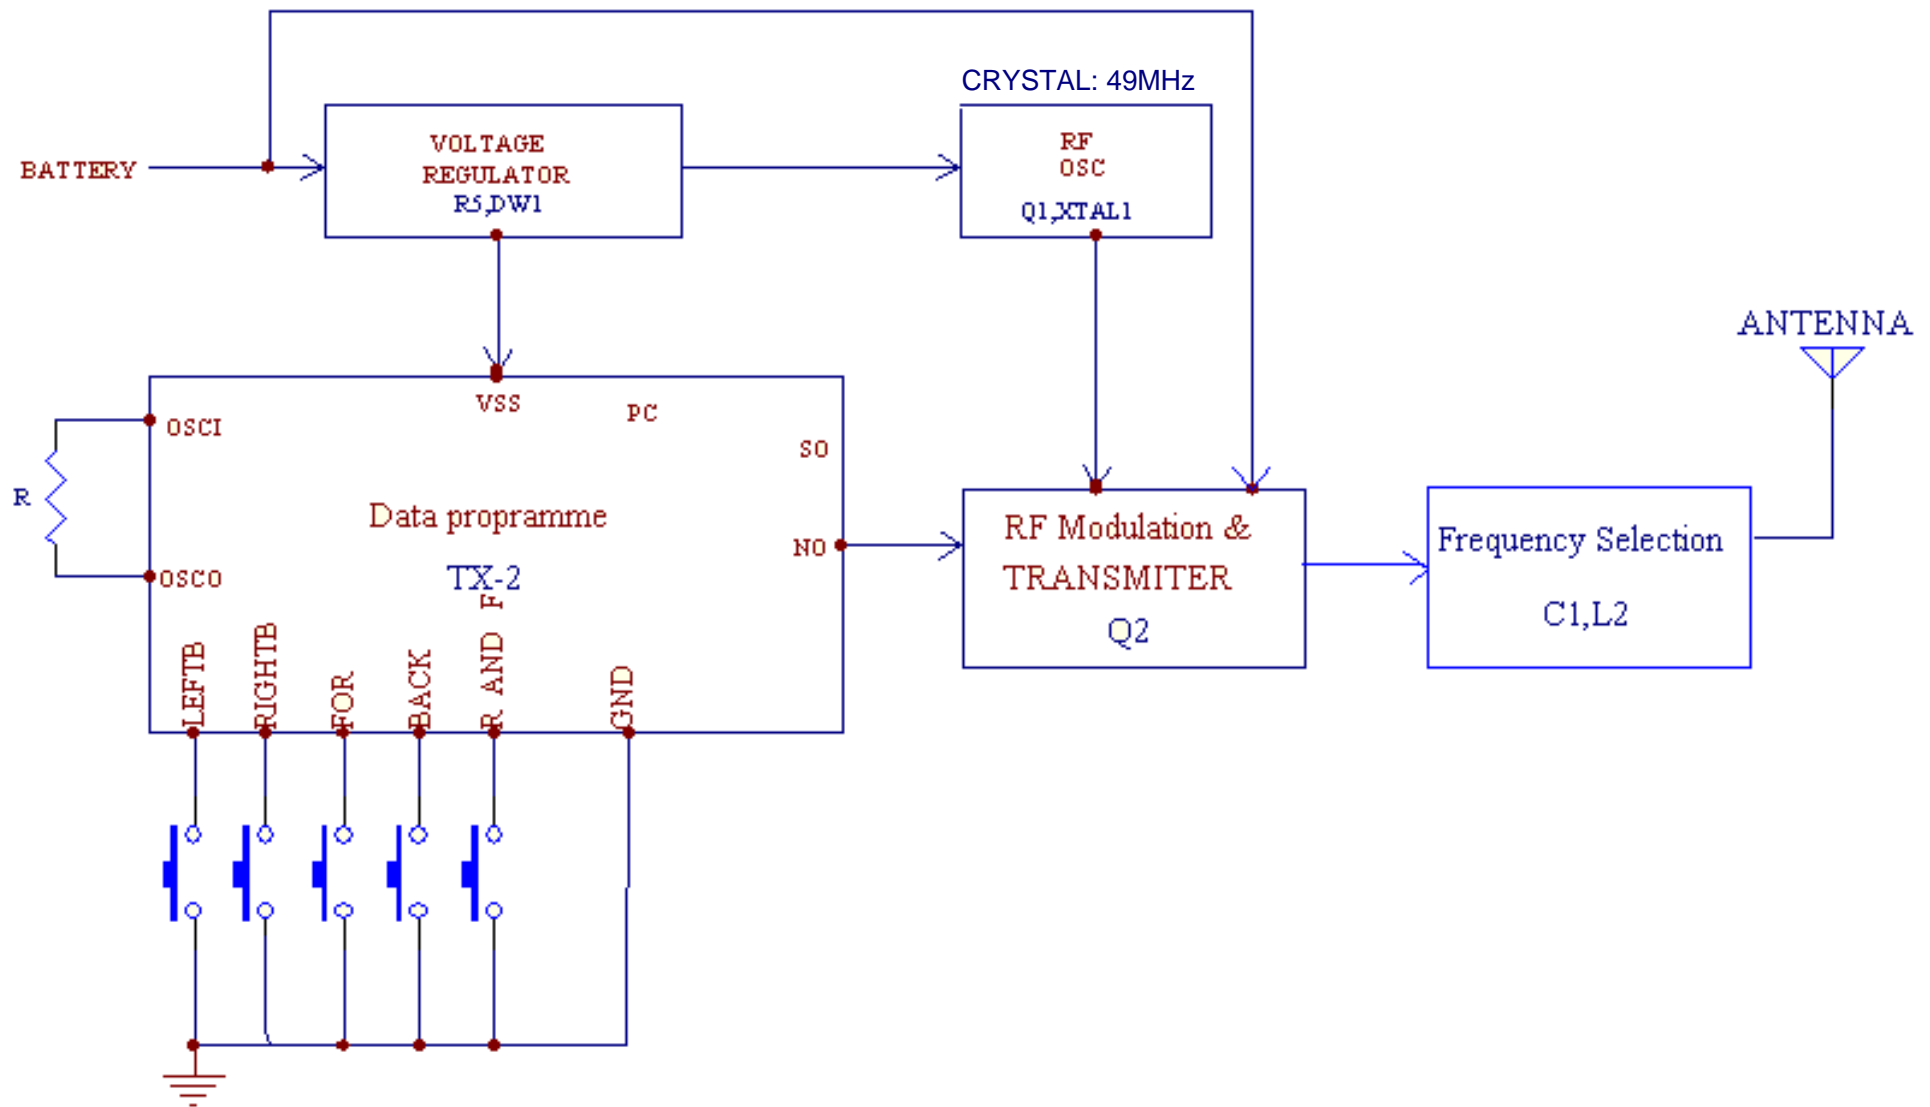 CRYSTAL: 49MHz
BATTERY
VOLTAGE
REGULATOR
R5,DW1
RF
OSC
Q1,XTAL1
ANTENNA
VSS
PC
OSCI
SO
R
Data propramme
TX-2
NO
OSCO
RF Modulation &
TRANSMITER
Q2
Frequency Selection
C1,L2
LEFTB
RIGHTB
FOR
BACK
R AND F
GND